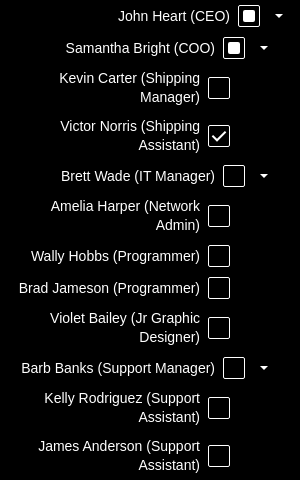 John Heart (CEO)
Samantha Bright (COO)
Kevin Carter (Shipping
Manager)
Victor Norris (Shipping
Assistant)
Brett Wade (IT Manager)
Amelia Harper (Network
Admin)
Wally Hobbs (Programmer)
Brad Jameson (Programmer)
Violet Bailey (Jr Graphic
Designer)
Barb Banks (Support Manager)
Kelly Rodriguez (Support
Assistant)
James Anderson (Support
Assistant)